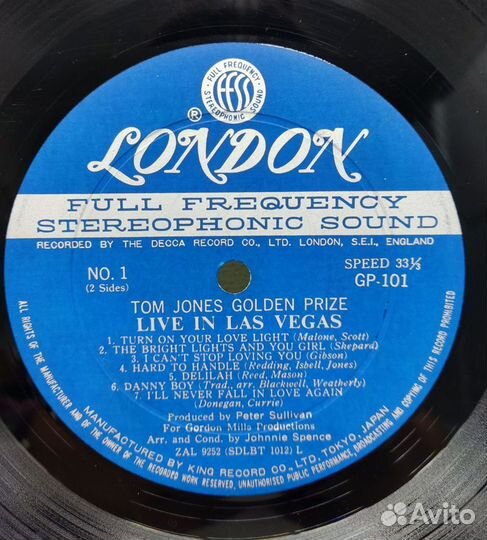 FULL FREQUENCY
ffss
STEREOPHONIC SOUND
®
LONDON
FULL FREQUENCY
STEREOPHONIC SOUND
RECORDED BY THE DECCA RECORD CO., LTD. LONDON, S.E.I., ENGLAND
NO. 1
(2 Sides)
SPEED 33⅓
GP-101
TOM JONES GOLDEN PRIZE
LIVE IN LAS VEGAS
1. TURN ON YOUR LOVE LIGHT (Malone, Scott)
2. THE BRIGHT LIGHTS AND YOU GIRL (Shepard)
3. I CAN'T STOP LOVING YOU (Gibson)
4. HARD TO HANDLE (Redding, Isbell, Jones)
5. DELILAH (Reed, Mason)
6. DANNY BOY (Trad., arr. Blackwell, Weatherly)
7. I'LL NEVER FALL IN LOVE AGAIN
(Donegan, Currie)
Produced by Peter Sullivan
For Gordon Mills Productions
Arr. and Cond. by Johnnie Spence
ZAL 9252 (SDLBT 1012) L
ALL RIGHTS OF THE MANUFACTURER AND OF THE OWNER OF THE RECORDED WORK RESERVED, UNAUTHORISED PUBLIC PERFORMANCE, BROADCASTING AND COPYING OF THIS RECORD PROHIBITED
MANUFACTURED BY KING RECORD CO., LTD. TOKYO, JAPAN
Avito